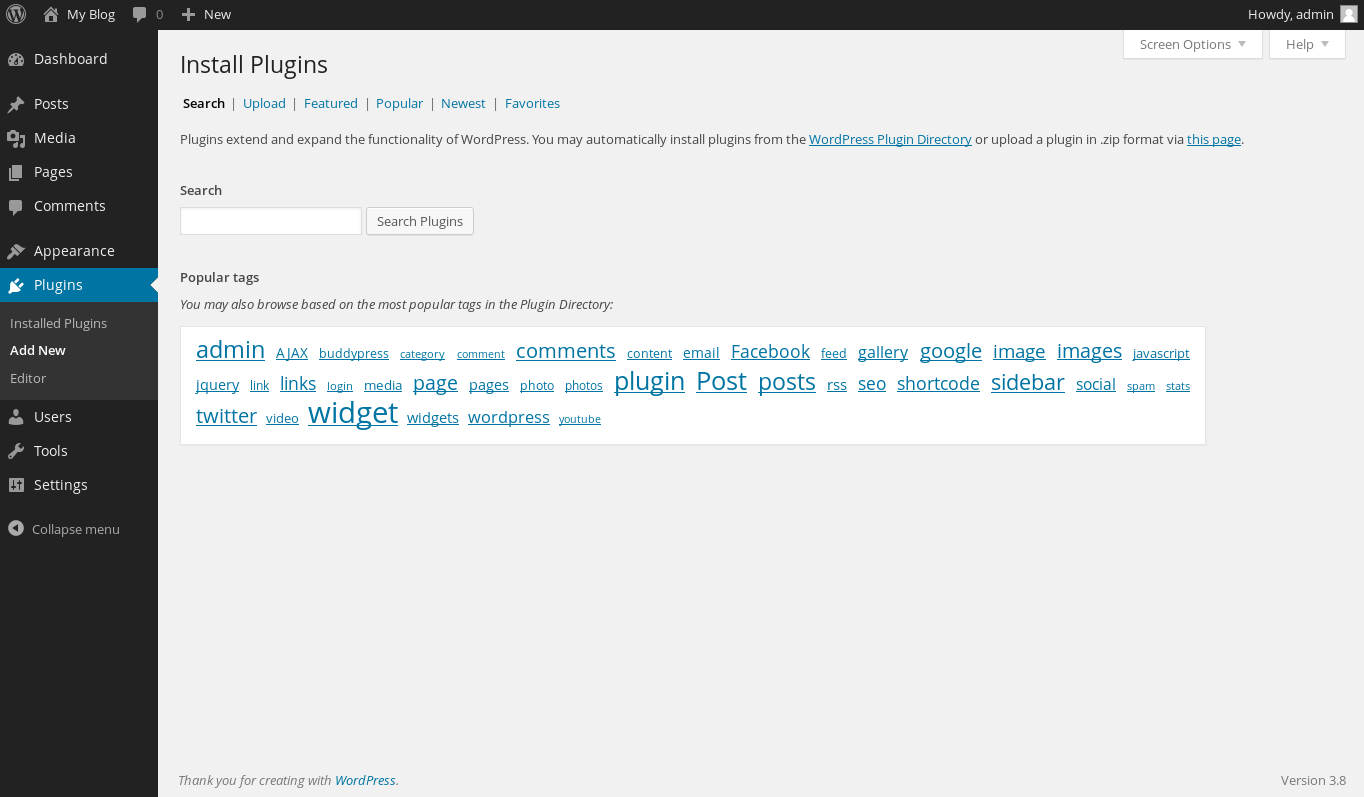 My Blog 0 New Howdy, admin
Screen Options Help
Dashboard
Posts
Media
Pages
Comments
Appearance
Plugins
Installed Plugins
Add New
Editor
Users
Tools
Settings
Collapse menu
Install Plugins
Search | Upload | Featured | Popular | Newest | Favorites
Plugins extend and expand the functionality of WordPress. You may automatically install plugins from the WordPress Plugin Directory or upload a plugin in .zip format via this page.
Search
Search Plugins
Popular tags
You may also browse based on the most popular tags in the Plugin Directory:
admin AJAX buddypress category comment comments content email Facebook feed gallery google image images javascript
jquery link links login media page pages photo photos plugin Post posts rss seo shortcode sidebar social spam stats
twitter video widget widgets wordpress youtube
Thank you for creating with WordPress. Version 3.8